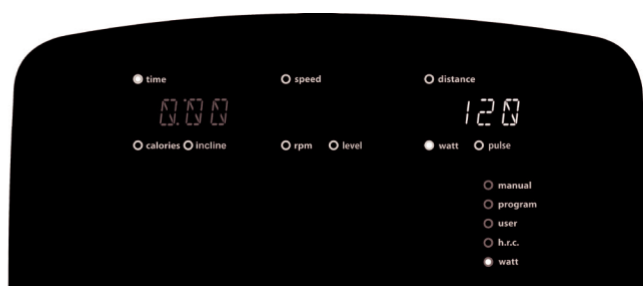 time speed distance
0:00 120
calories incline rpm level watt pulse
manual
program
user
h.r.c.
watt